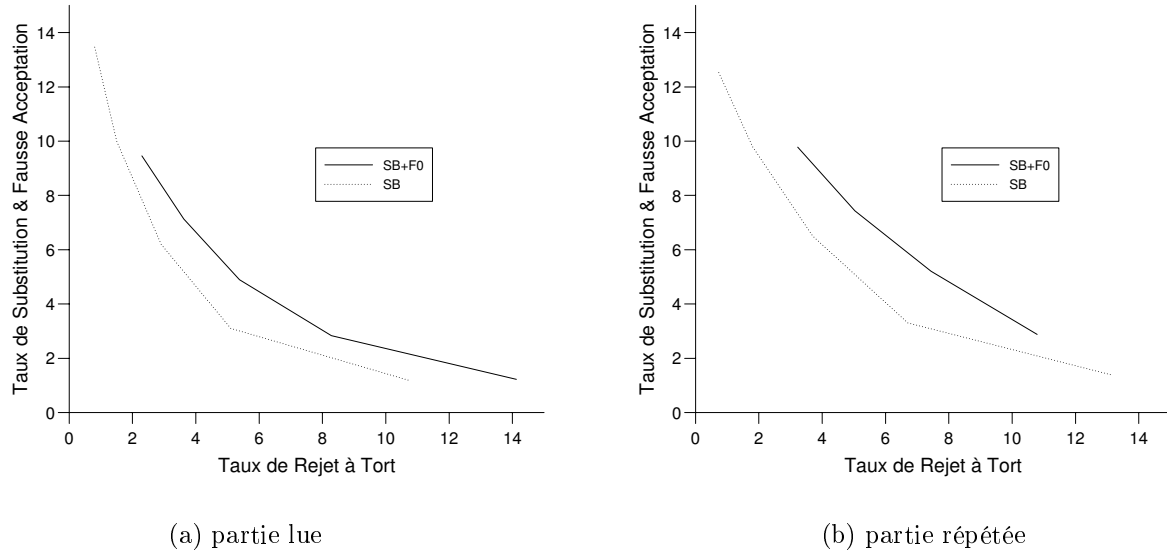 Taux de Substitution & Fausse Acceptation
14
12
10
8
6
4
2
0
0 2 4 6 8 10 12 14
Taux de Rejet à Tort
SB+F0
SB
(a) partie lue
Taux de Substitution & Fausse Acceptation
14
12
10
8
6
4
2
0
0 2 4 6 8 10 12 14
Taux de Rejet à Tort
SB+F0
SB
(b) partie répétée